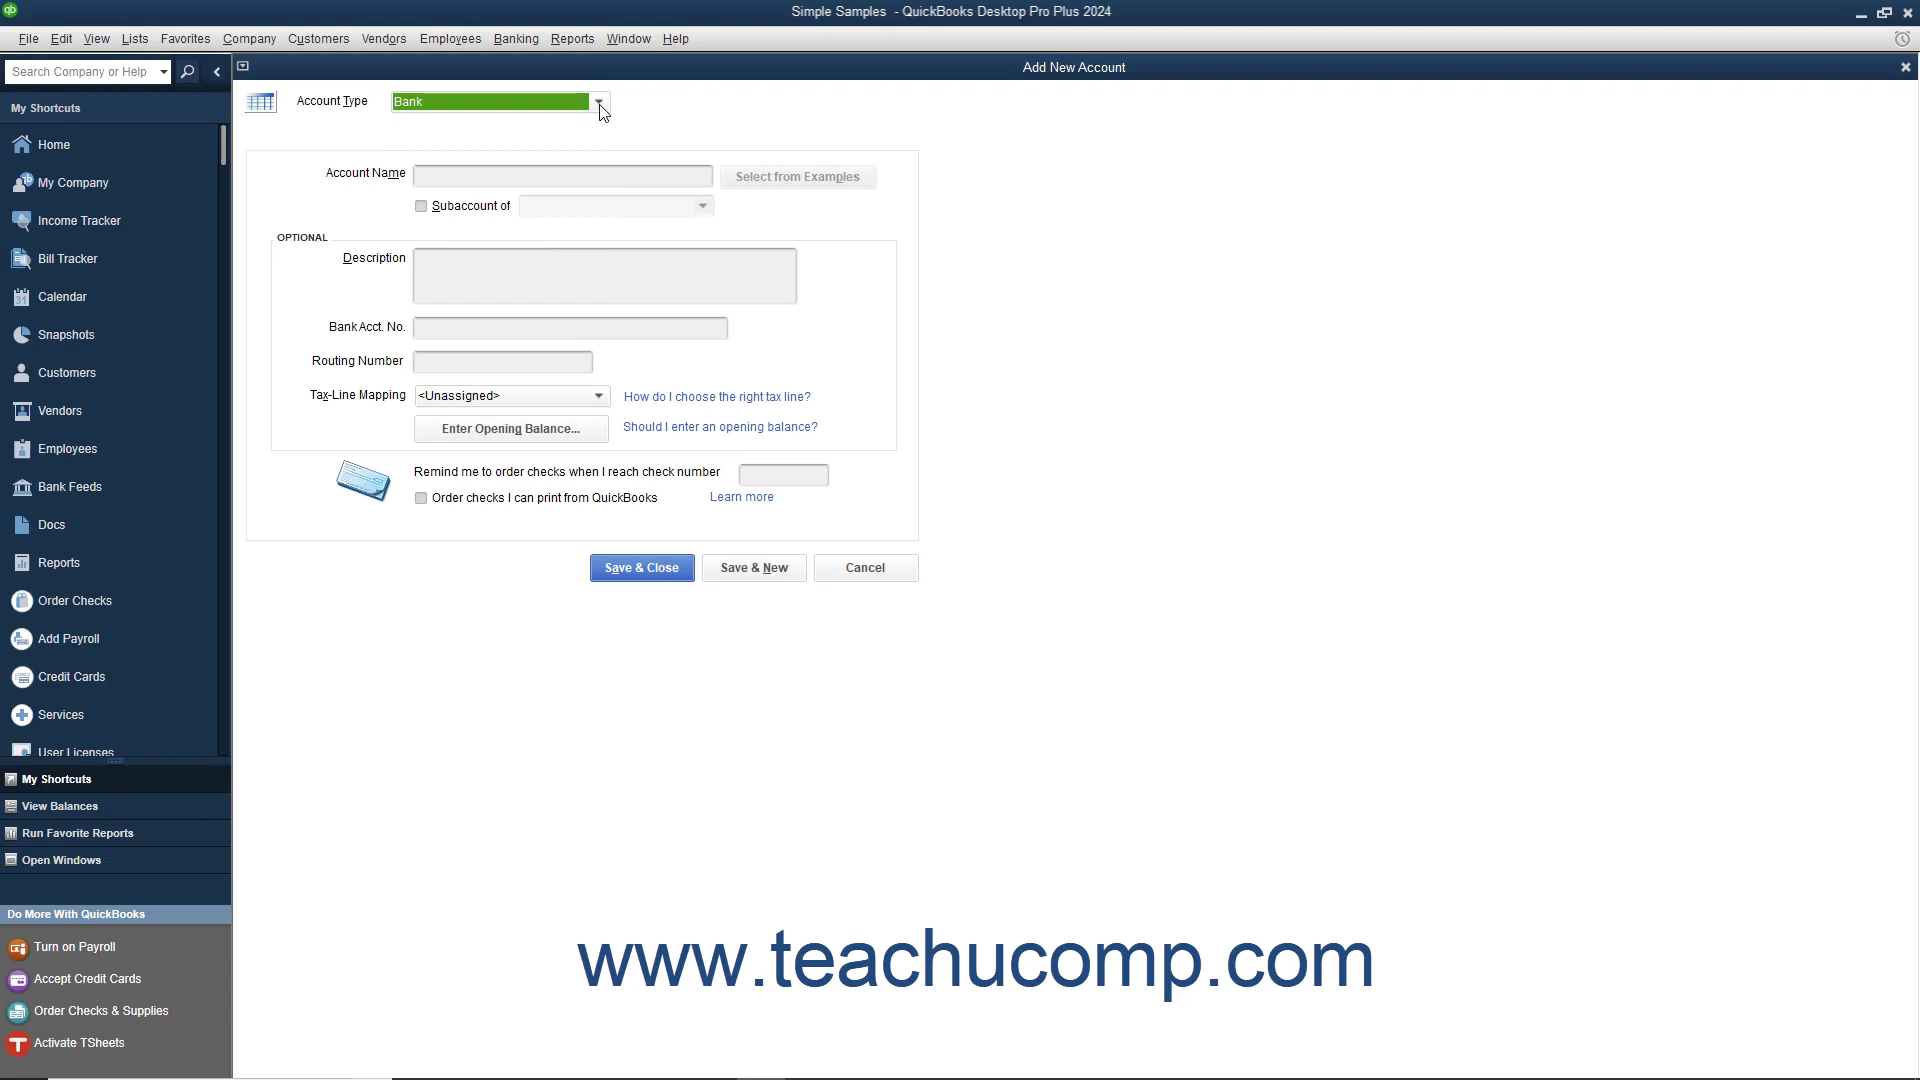 qb
Simple Samples - QuickBooks Desktop Pro Plus 2024
File Edit View Lists Favorites Company Customers Vendors Employees Banking Reports Window Help
Search Company or Help
Add New Account
My Shortcuts
Home
My Company
Income Tracker
Bill Tracker
31
Calendar
Snapshots
Customers
Vendors
Employees
Bank Feeds
Docs
Reports
Order Checks
Add Payroll
Credit Cards
Services
User Licenses
My Shortcuts
View Balances
Run Favorite Reports
Open Windows
Do More With QuickBooks
Turn on Payroll
Accept Credit Cards
Order Checks & Supplies
Activate TSheets
Account Type Bank
Account Name Select from Examples
Subaccount of
OPTIONAL
Description
Bank Acct. No.
Routing Number
Tax-Line Mapping <Unassigned> How do I choose the right tax line?
Enter Opening Balance... Should I enter an opening balance?
Remind me to order checks when I reach check number
Order checks I can print from QuickBooks Learn more
Save & Close Save & New Cancel
www.teachucomp.com